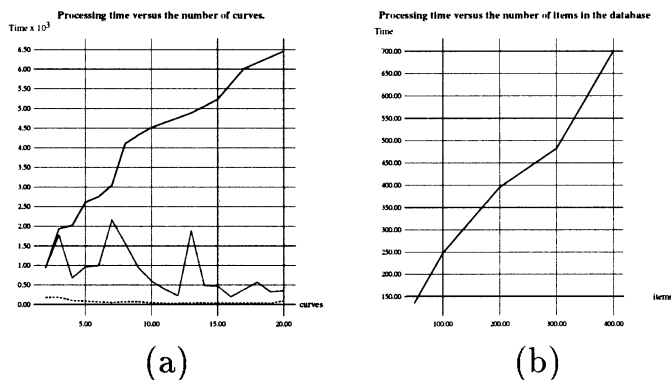 Processing time versus the number of curves.
Time x 10³
6.50
6.00
5.50
5.00
4.50
4.00
3.50
3.00
2.50
2.00
1.50
1.00
0.50
0.00
curves
5.00 10.00 15.00 20.00
(a)
Processing time versus the number of items in the database
Time
700.00
650.00
600.00
550.00
500.00
450.00
400.00
350.00
300.00
250.00
200.00
150.00
items
100.00 200.00 300.00 400.00
(b)